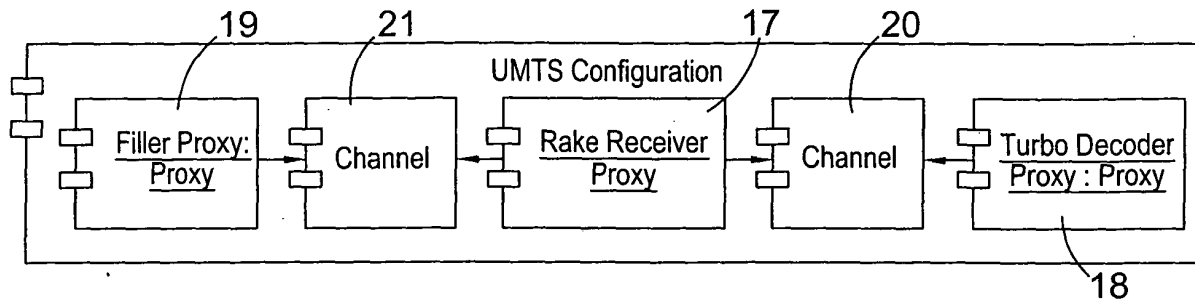 19
21
17
20
UMTS Configuration
Filler Proxy:
Proxy
Channel
Rake Receiver
Proxy
Channel
Turbo Decoder
Proxy : Proxy
18